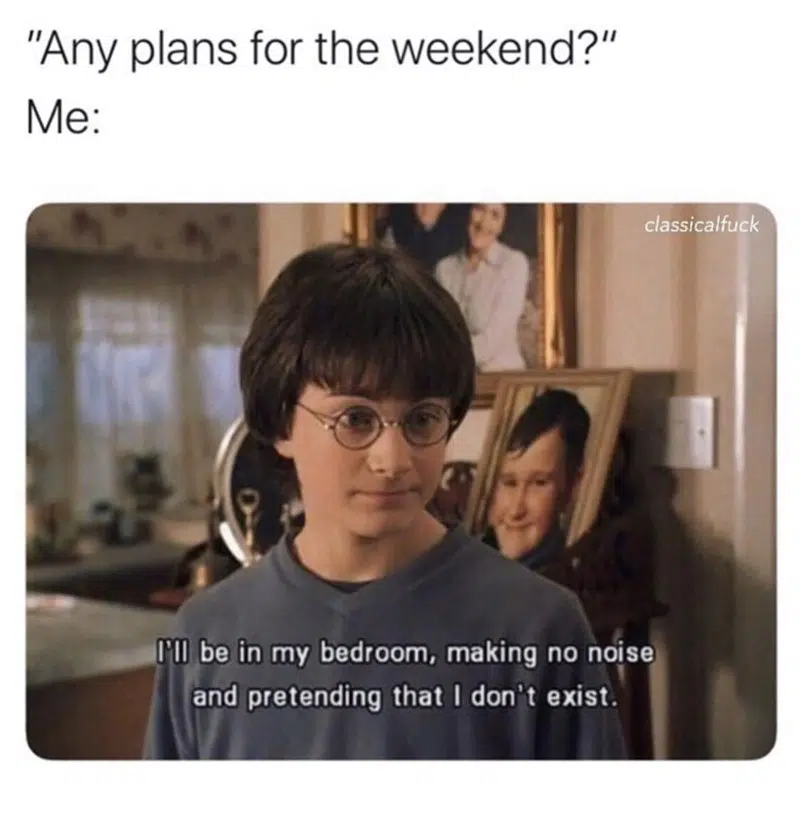 "Any plans for the weekend?"
Me:
classicalfuck
I'll be in my bedroom, making no noise
and pretending that I don't exist.